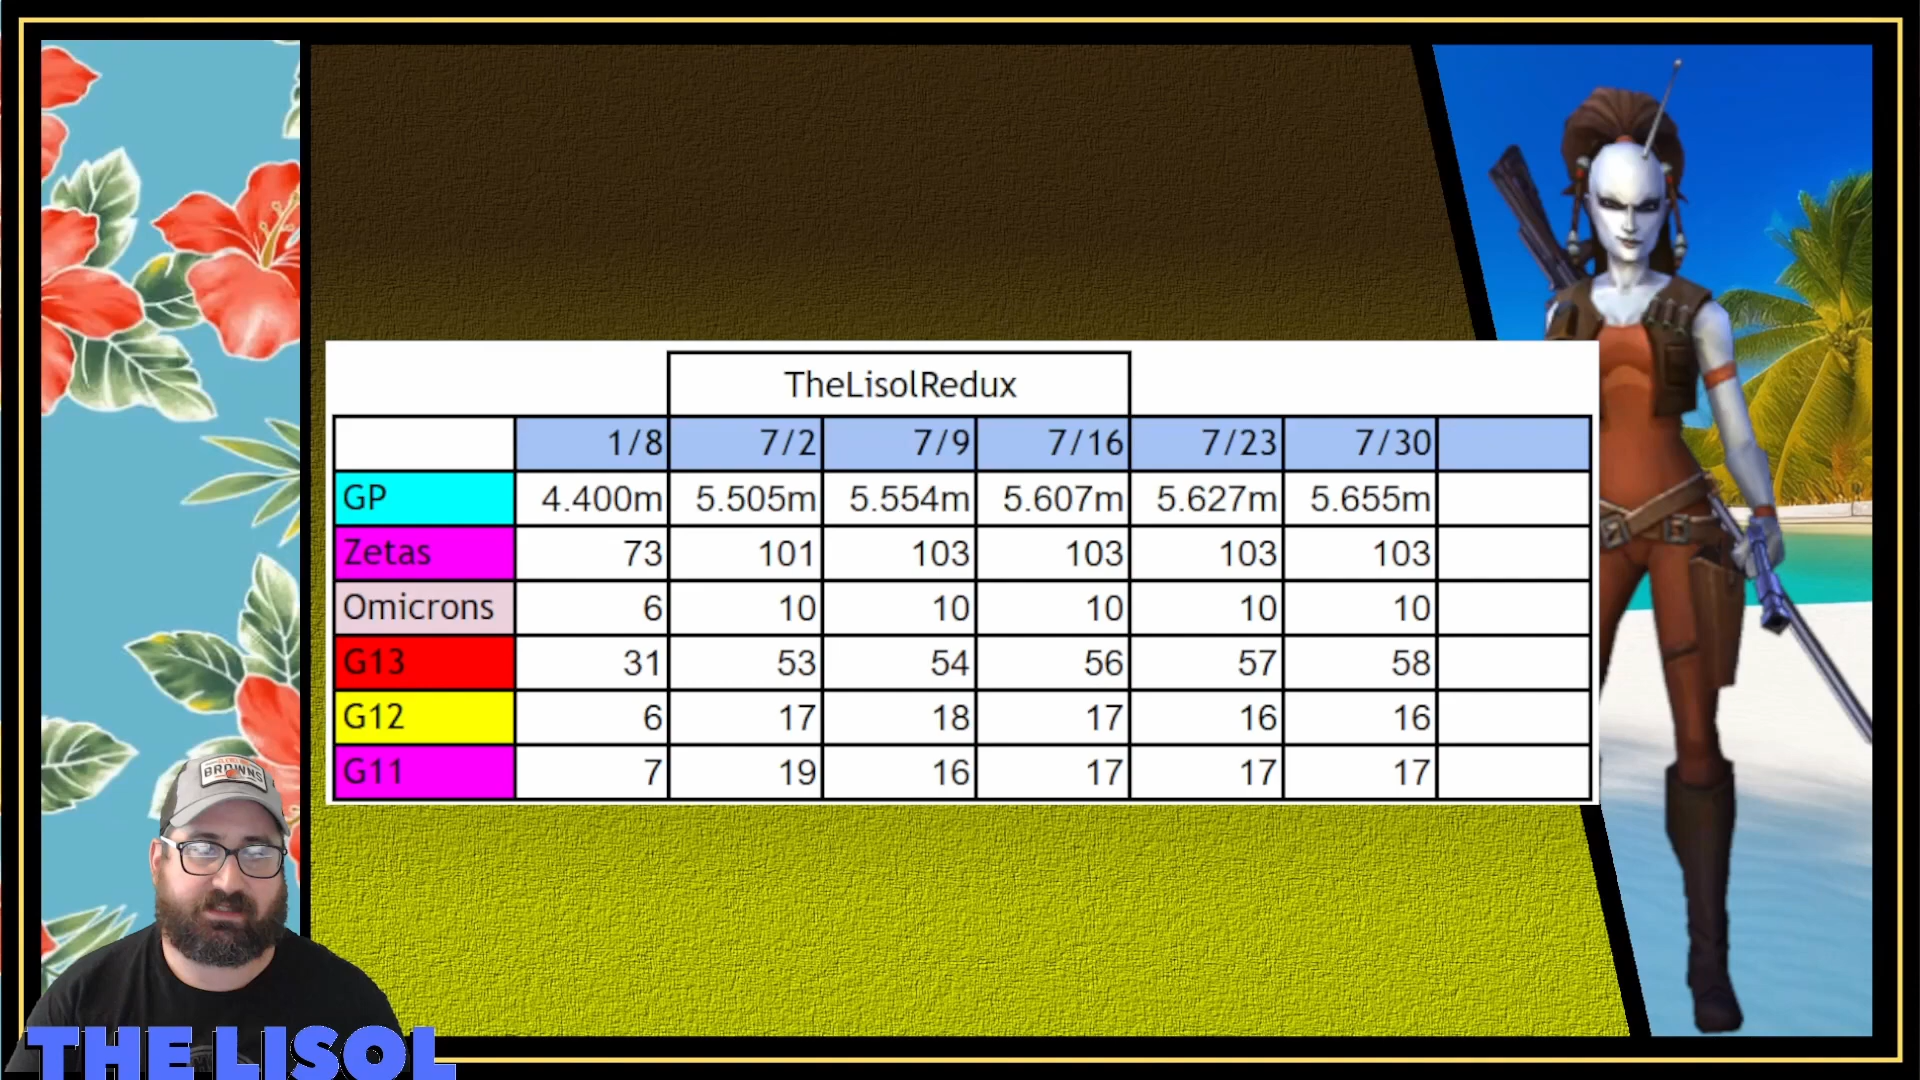 TheLisolRedux
1/8 7/2 7/9 7/16 7/23 7/30
GP 4.400m 5.505m 5.554m 5.607m 5.627m 5.655m
Zetas 73 101 103 103 103 103
Omicrons 6 10 10 10 10 10
G13 31 53 54 56 57 58
G12 6 17 18 17 16 16
G11 7 19 16 17 17 17
BROWNS
THE LISOL